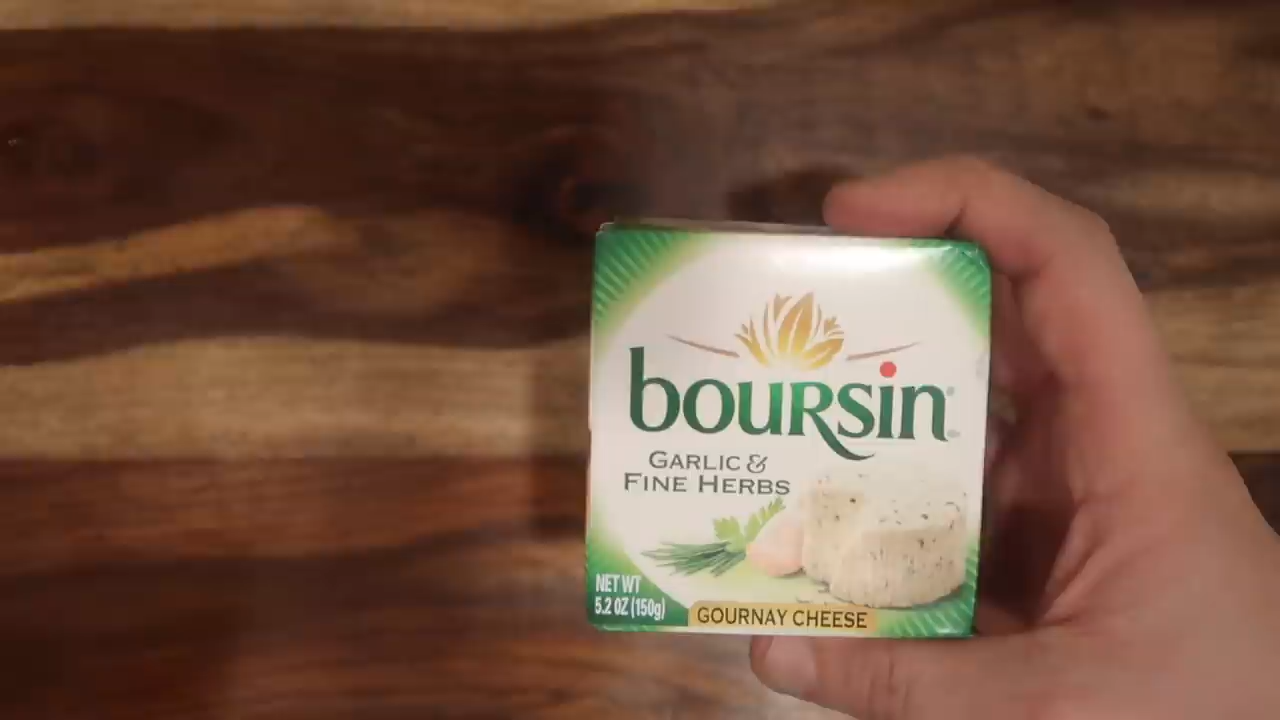 boursin
GARLIC &
FINE HERBS
NET WT
5.2 OZ (150g)
GOURNAY CHEESE